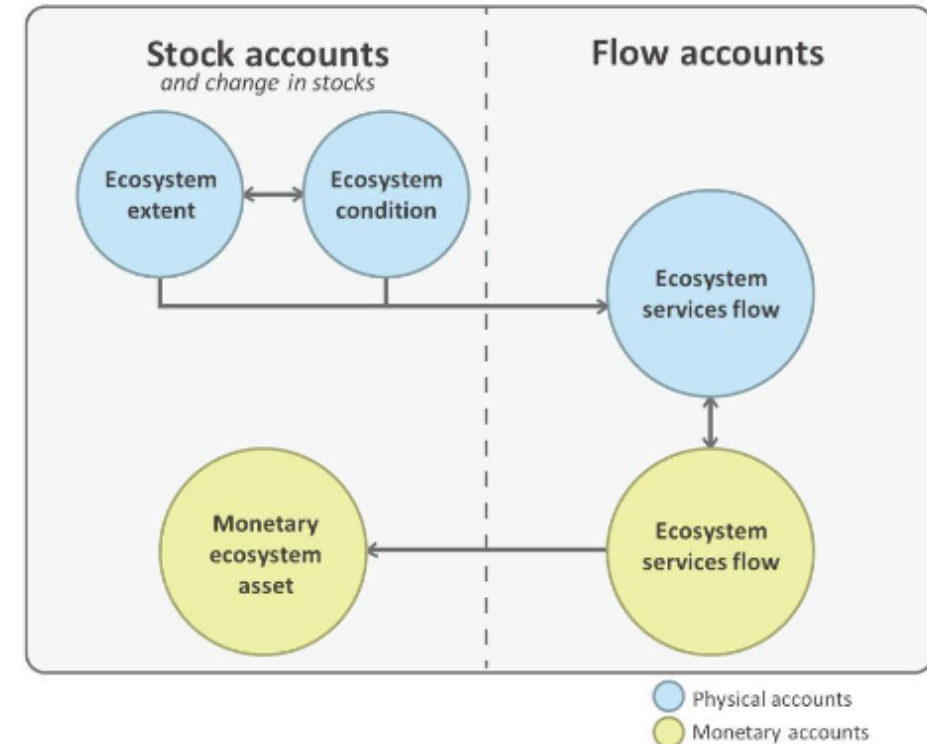 Stock accounts
and change in stocks
Flow accounts
Ecosystem
extent
Ecosystem
condition
Ecosystem
services flow
Monetary
ecosystem
asset
Ecosystem
services flow
Physical accounts
Monetary accounts